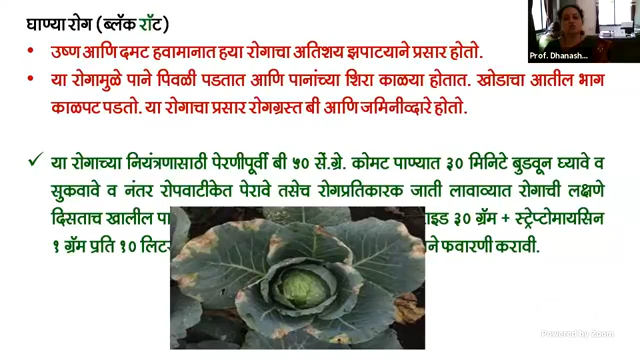 घाण्या रोग (ब्लॅक रॉट)
• उष्ण आणि दमट हवामानात हया रोगाचा अतिशय झपाटयाने प्रसार होतो.
• या रोगामुळे पाने पिवळी पडतात आणि पानांच्या शिरा काळया होतात. खोडाचा आतील भाग
काळपट पडतो. या रोगाचा प्रसार रोगग्रस्त बी आणि जमिनीव्दारे होतो.
✓ या रोगाच्या नियंत्रणासाठी पेरणीपूर्वी बी ५० सें.ग्रे. कोमट पाण्यात ३० मिनिटे बुडवून घ्यावे व
सुकवावे व नंतर रोपवाटीकेत पेरावे तसेच रोगप्रतिकारक जाती लावाव्यात रोगाची लक्षणे
दिसताच खालील ३० ग्रॅम + स्ट्रेप्टोमायसिन
१ ग्रॅम प्रति १० फवारणी करावी.
Prof. Dhanash...
Powered by Zoom